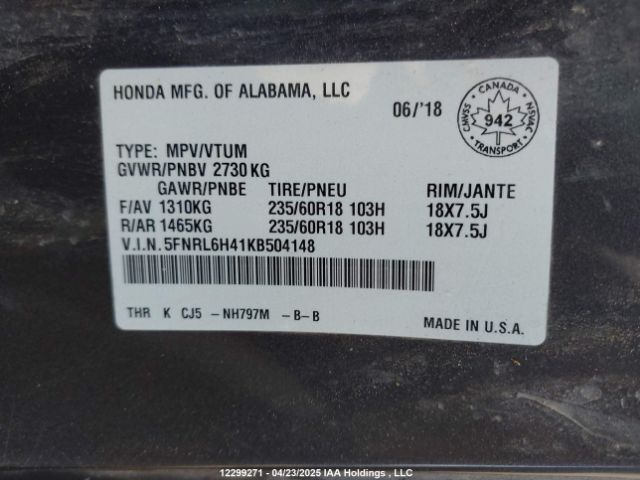 HONDA MFG. OF ALABAMA, LLC
06/'18
CANADA
CMVSS 942 NSVAC
TRANSPORT
TYPE: MPV/VTUM
GVWR/PNBV 2730 KG
GAWR/PNBE TIRE/PNEU RIM/JANTE
F/AV 1310KG 235/60R18 103H 18X7.5J
R/AR 1465KG 235/60R18 103H 18X7.5J
V.I.N. 5FNRL6H41KB504148
THR K CJ5 -NH797M -B-B
MADE IN U.S.A.
12299271 - 04/23/2025 IAA Holdings , LLC